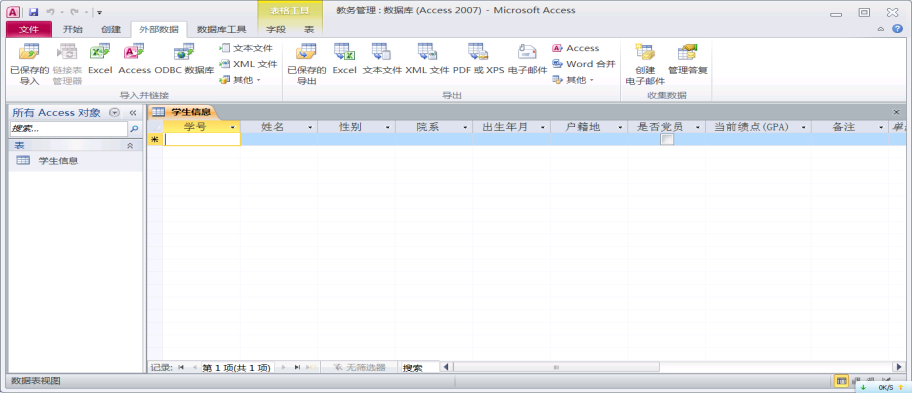 表格工具
教务管理 : 数据库 (Access 2007) - Microsoft Access
文件 开始 创建 外部数据 数据库工具 字段 表
已保存的导入 链接表管理器 Excel Access ODBC 数据库 文本文件 XML 文件 其他
已保存的导出 Excel 文本文件 XML 文件 PDF 或 XPS 电子邮件 Access Word 合并 其他
创建电子邮件 管理答复
导入并链接 导出 收集数据
所有 Access 对象 «
学生信息
搜索...
学号 姓名 性别 院系 出生年月 户籍地 是否党员 当前绩点(GPA) 备注
表
学生信息
记录: 第 1 项(共 1 项) 无筛选器 搜索
数据表视图
0K/S